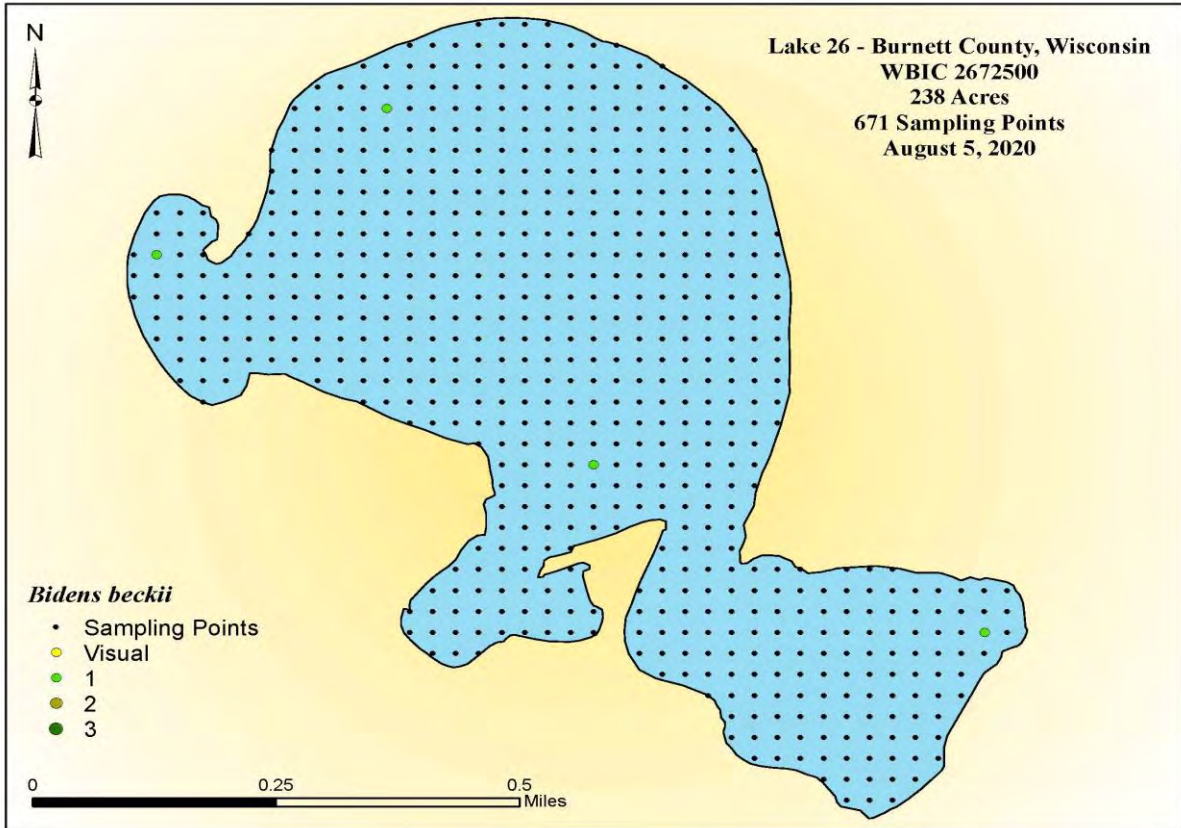 N
Lake 26 - Burnett County, Wisconsin
WBIC 2672500
238 Acres
671 Sampling Points
August 5, 2020
Bidens beckii
Sampling Points
Visual
1
2
3
0 0.25 0.5
Miles